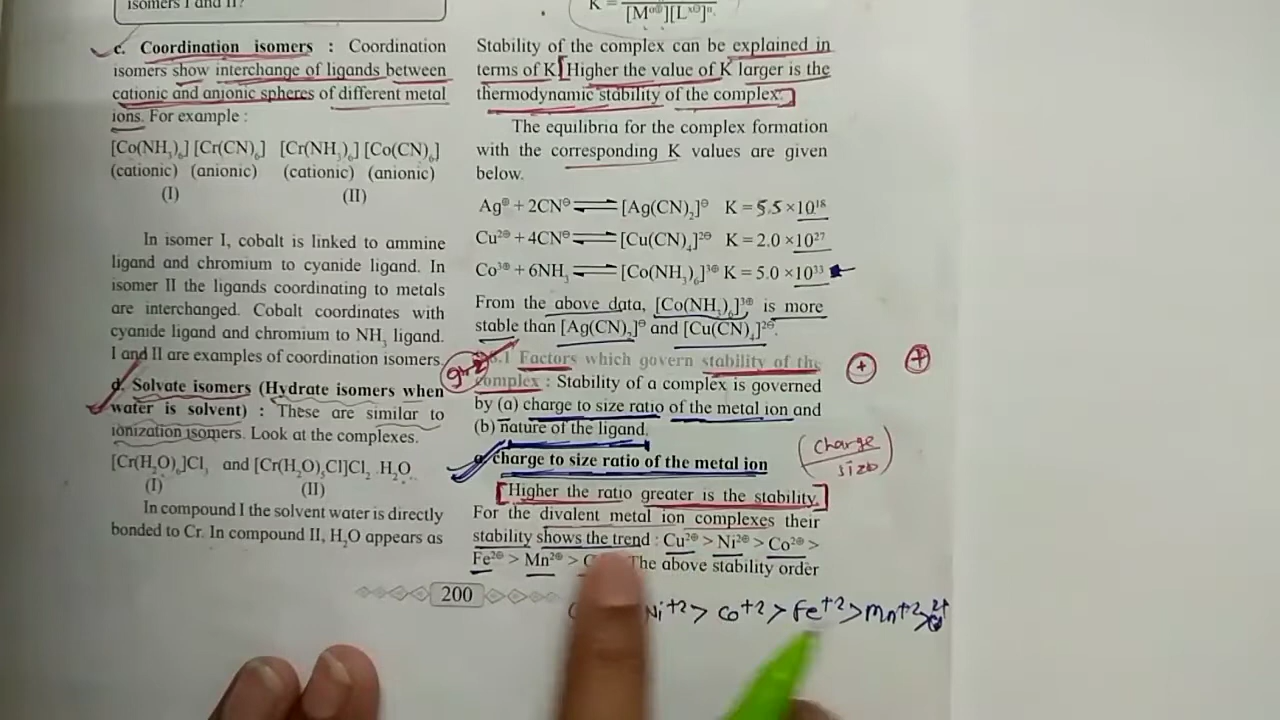 isomers I and II?
c. Coordination isomers : Coordination
isomers show interchange of ligands between
cationic and anionic spheres of different metal
ions. For example :
[Co(NH₃)₆] [Cr(CN)₆] [Cr(NH₃)₆] [Co(CN)₆]
(cationic) (anionic) (cationic) (anionic)
(I) (II)
In isomer I, cobalt is linked to ammine
ligand and chromium to cyanide ligand. In
isomer II the ligands coordinating to metals
are interchanged. Cobalt coordinates with
cyanide ligand and chromium to NH₃ ligand.
I and II are examples of coordination isomers.
d. Solvate isomers (Hydrate isomers when
water is solvent) : These are similar to
ionization isomers. Look at the complexes.
[Cr(H₂O)₆]Cl₃ and [Cr(H₂O)₅Cl]Cl₂.H₂O.
(I) (II)
In compound I the solvent water is directly
bonded to Cr. In compound II, H₂O appears as
K =
[Mᵃ⊕][Lˣ⊖]ⁿ.
Stability of the complex can be explained in
terms of K. [Higher the value of K larger is the
thermodynamic stability of the complex.]
The equilibria for the complex formation
with the corresponding K values are given
below.
Ag⊕ + 2CN⊖ ⇌ [Ag(CN)₂]⊖ K = 5.5 ×10¹⁸
Cu²⊕ + 4CN⊖ ⇌ [Cu(CN)₄]²⊖ K = 2.0 ×10²⁷
Co³⊕ + 6NH₃ ⇌ [Co(NH₃)₆]³⊕ K = 5.0 ×10³³
From the above data, [Co(NH₃)₆]³⊕ is more
stable than [Ag(CN)₂]⊖ and [Cu(CN)₄]²⊖.
.1 Factors which govern stability of the
complex : Stability of a complex is governed
by (a) charge to size ratio of the metal ion and
(b) nature of the ligand.
charge to size ratio of the metal ion
[Higher the ratio greater is the stability.]
For the divalent metal ion complexes their
stability shows the trend : Cu²⊕ > Ni²⊕ > Co²⊕ >
Fe²⊕ > Mn²⊕ > The above stability order
+ +
(charge
size)
Ni+2 > Co+2 > Fe+2 > Mn+2 >
200